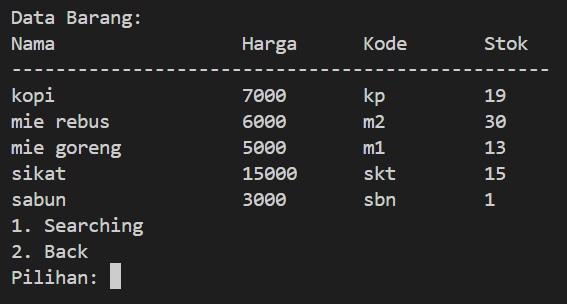 Data Barang:
Nama Harga Kode Stok
-------------------------------------------------
kopi 7000 kp 19
mie rebus 6000 m2 30
mie goreng 5000 m1 13
sikat 15000 skt 15
sabun 3000 sbn 1
1. Searching
2. Back
Pilihan: